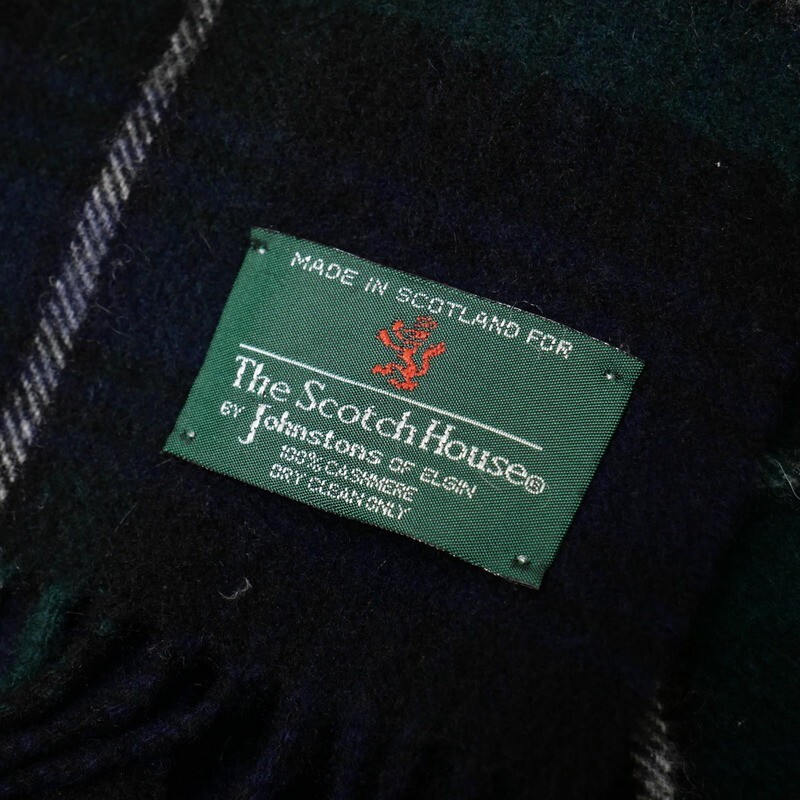 MADE IN SCOTLAND FOR
The Scotch House®
BY Johnstons OF ELGIN
100% CASHMERE
DRY CLEAN ONLY